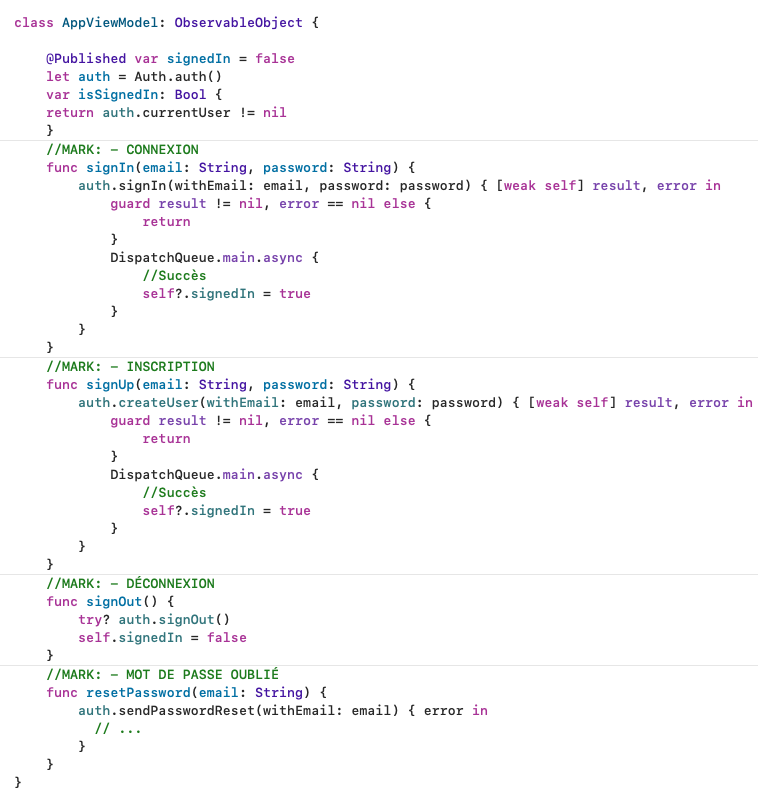 class AppViewModel: ObservableObject {
@Published var signedIn = false
let auth = Auth.auth()
var isSignedIn: Bool {
return auth.currentUser != nil
}
//MARK: – CONNEXION
func signIn(email: String, password: String) {
auth.signIn(withEmail: email, password: password) { [weak self] result, error in
guard result != nil, error == nil else {
return
}
DispatchQueue.main.async {
//Succès
self?.signedIn = true
}
}
}
//MARK: – INSCRIPTION
func signUp(email: String, password: String) {
auth.createUser(withEmail: email, password: password) { [weak self] result, error in
guard result != nil, error == nil else {
return
}
DispatchQueue.main.async {
//Succès
self?.signedIn = true
}
}
}
//MARK: – DÉCONNEXION
func signOut() {
try? auth.signOut()
self.signedIn = false
}
//MARK: – MOT DE PASSE OUBLIÉ
func resetPassword(email: String) {
auth.sendPasswordReset(withEmail: email) { error in
// ...
}
}
}